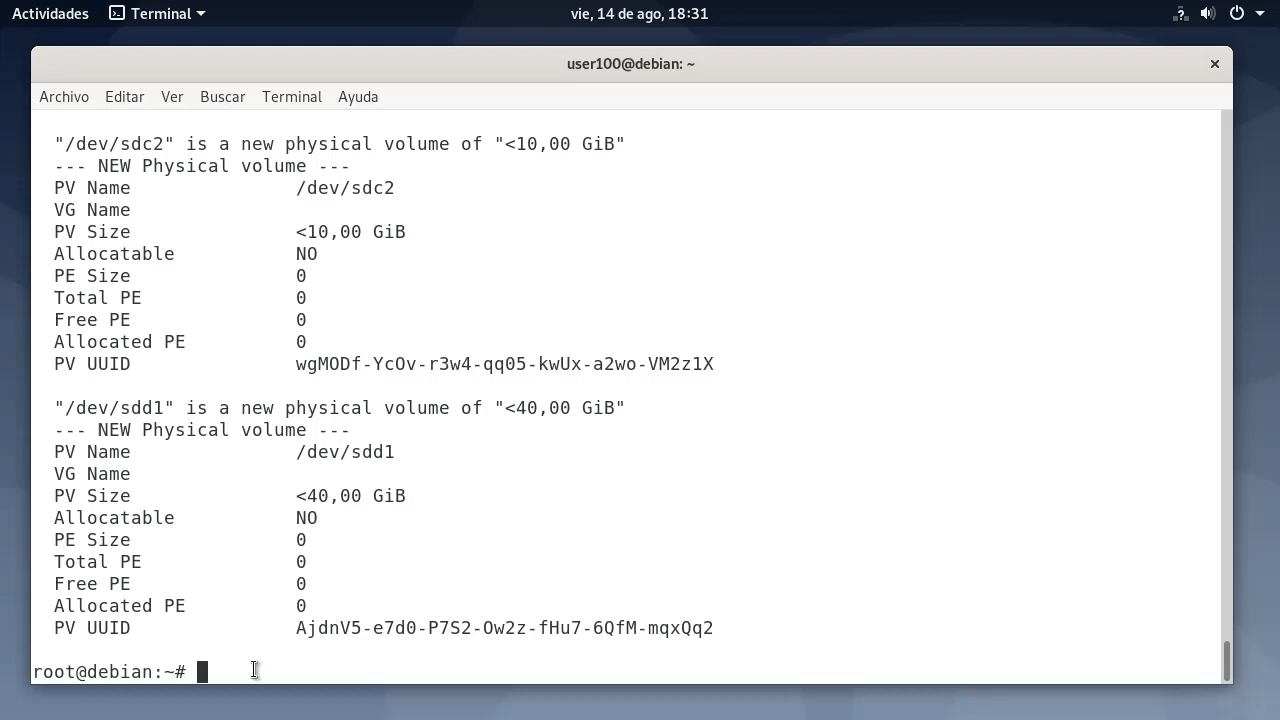 Actividades Terminal vie, 14 de ago, 18:31 ?
user100@debian: ~ ×
Archivo Editar Ver Buscar Terminal Ayuda
"/dev/sdc2" is a new physical volume of "<10,00 GiB"
--- NEW Physical volume ---
PV Name /dev/sdc2
VG Name
PV Size <10,00 GiB
Allocatable NO
PE Size 0
Total PE 0
Free PE 0
Allocated PE 0
PV UUID wgMODf-YcOv-r3w4-qq05-kwUx-a2wo-VM2z1X
"/dev/sdd1" is a new physical volume of "<40,00 GiB"
--- NEW Physical volume ---
PV Name /dev/sdd1
VG Name
PV Size <40,00 GiB
Allocatable NO
PE Size 0
Total PE 0
Free PE 0
Allocated PE 0
PV UUID AjdnV5-e7d0-P7S2-Ow2z-fHu7-6QfM-mqxQq2
root@debian:~#